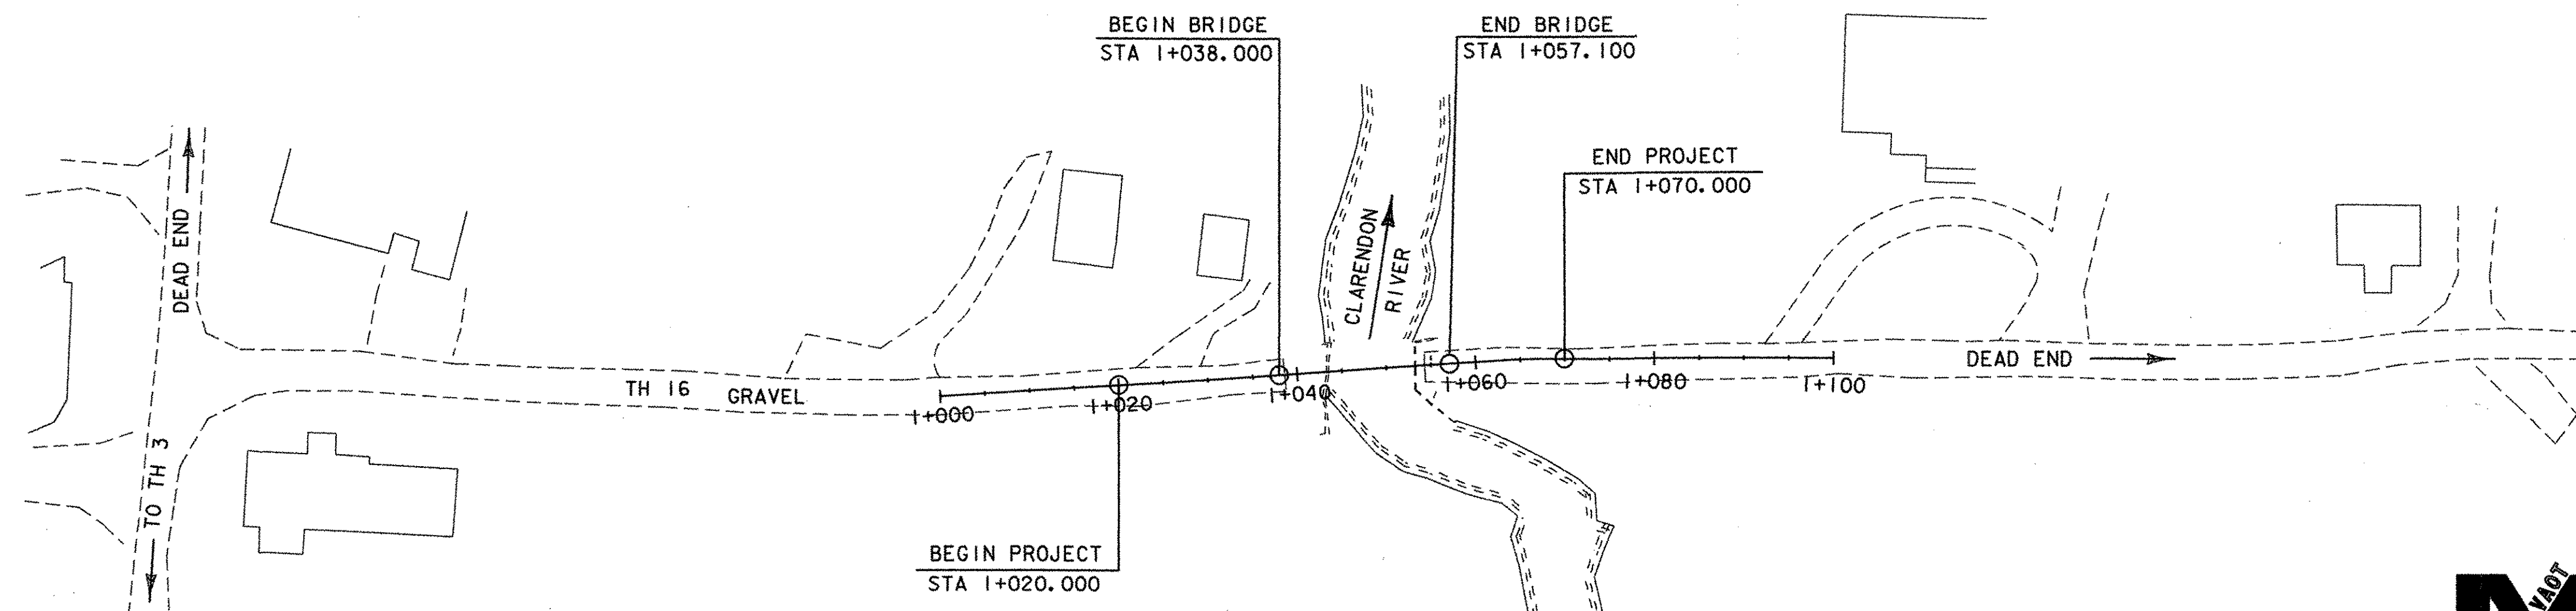 BEGIN BRIDGE
STA 1+038.000
END BRIDGE
STA 1+057.100
END PROJECT
STA 1+070.000
DEAD END
CLARENDON
RIVER
TH 16
GRAVEL
1+000
1+020
1+040
1+060
1+080
1+100
DEAD END
TO TH 3
BEGIN PROJECT
STA 1+020.000
VAOT